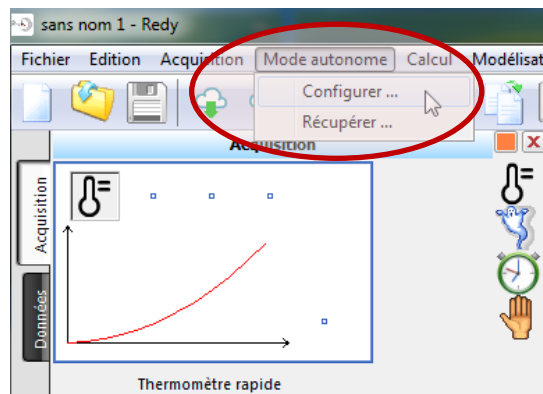 sans nom 1 - Redy
Fichier Edition Acquisition Mode autonome Calcul Modélisat
Configurer ...
Récupérer ...
Acquisition
Acquisition
Données
Thermomètre rapide